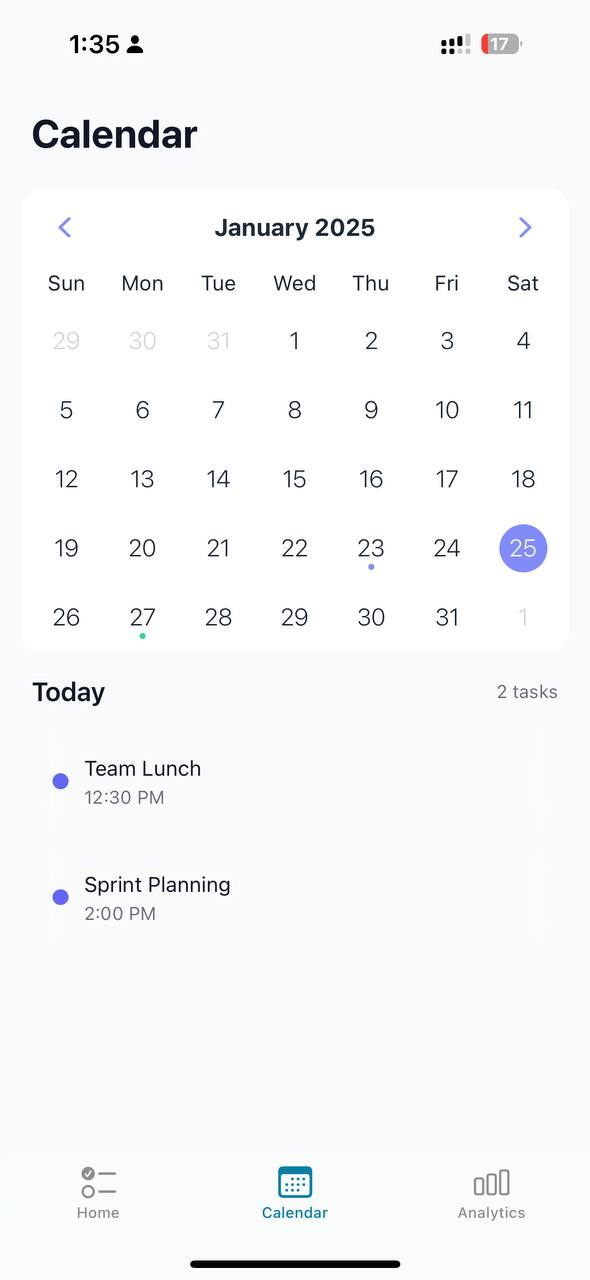 1:35
17
Calendar
January 2025
Sun Mon Tue Wed Thu Fri Sat
29 30 31 1 2 3 4
5 6 7 8 9 10 11
12 13 14 15 16 17 18
19 20 21 22 23 24 25
26 27 28 29 30 31 1
Today 2 tasks
Team Lunch
12:30 PM
Sprint Planning
2:00 PM
Home Calendar Analytics